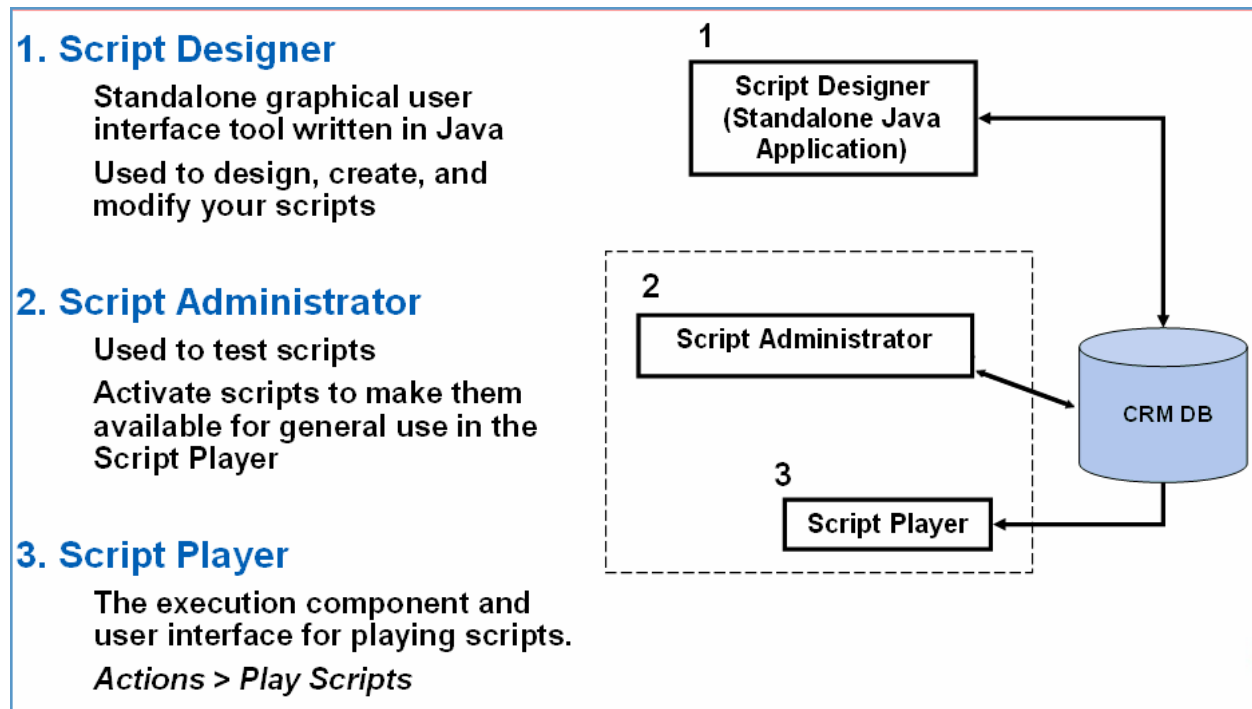 1. Script Designer
Standalone graphical user
interface tool written in Java
Used to design, create, and
modify your scripts
2. Script Administrator
Used to test scripts
Activate scripts to make them
available for general use in the
Script Player
3. Script Player
The execution component and
user interface for playing scripts.
Actions > Play Scripts
1
Script Designer
(Standalone Java
Application)
2
Script Administrator
CRM DB
3
Script Player